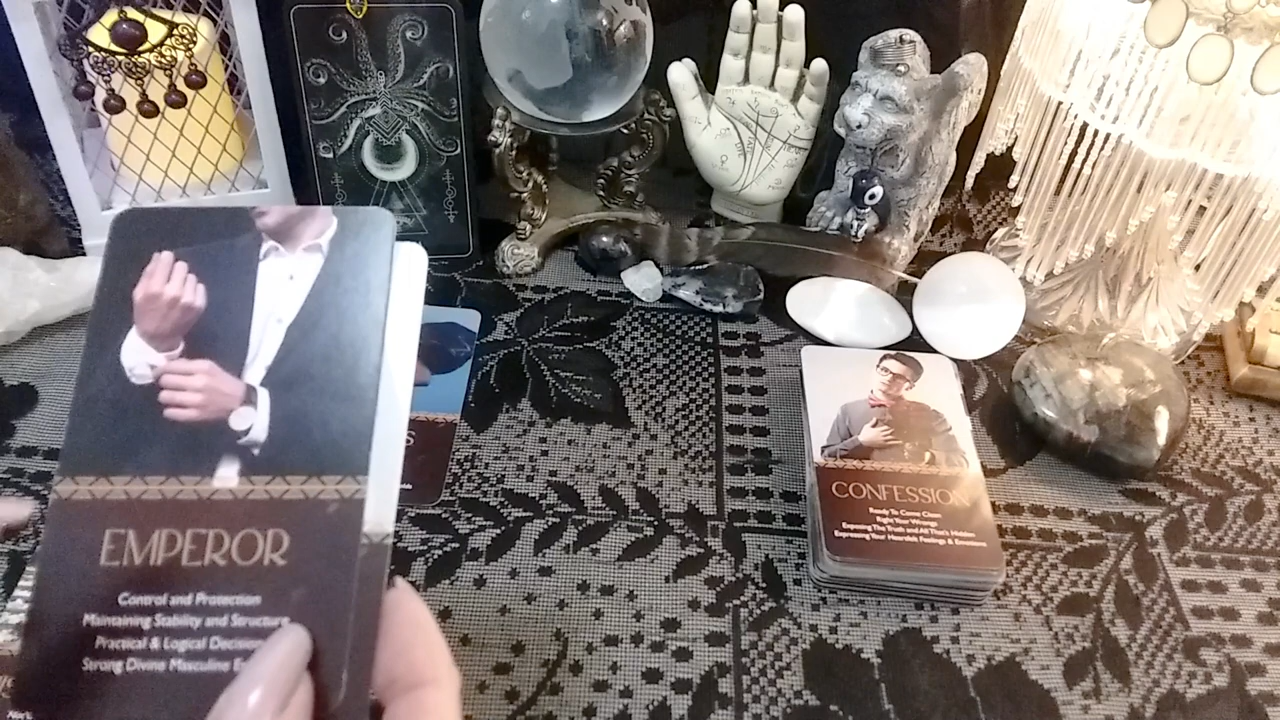 EMPEROR
Control and Protection
Maintaining Stability and Structure
Practical & Logical Decisions
Strong Divine Masculine
S
CONFESSION
Ready To Come Clean
Right Your Wrongs
Exposing The Truth and All That's Hidden
Expressing Your Heartfelt Feelings & Emotions